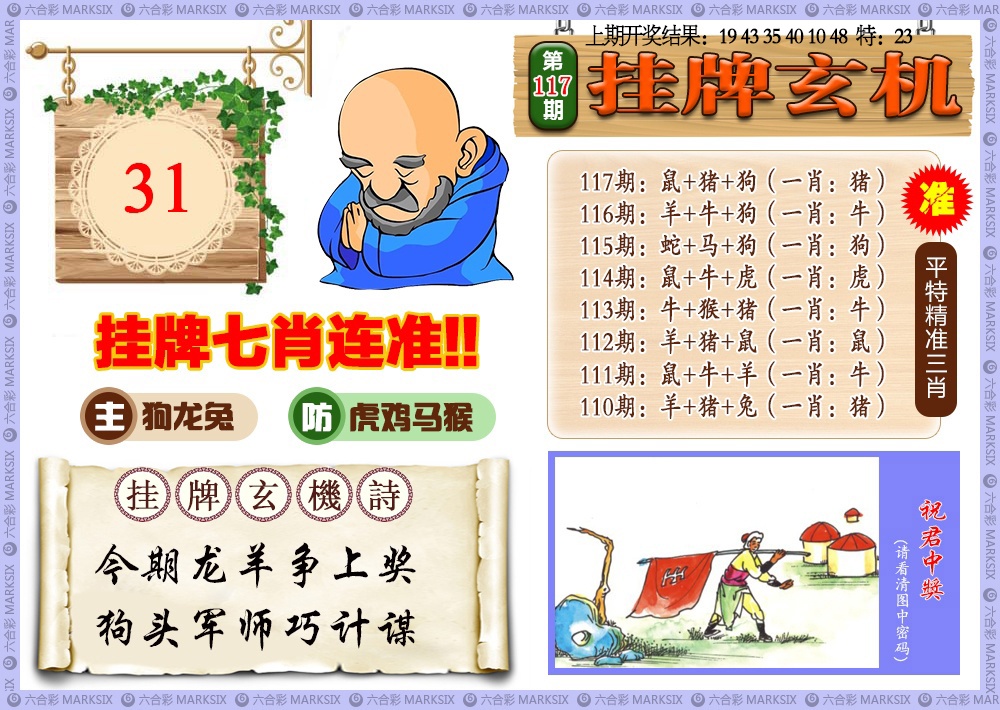 六合彩 MARKSIX
上期开奖结果：19 43 35 40 10 48 特：23
第
117
期
挂牌玄机
31
117期：鼠+猪+狗（一肖：猪）
116期：羊+牛+狗（一肖：牛）
115期：蛇+马+狗（一肖：狗）
114期：鼠+牛+虎（一肖：虎）
113期：牛+猴+猪（一肖：牛）
112期：羊+猪+鼠（一肖：鼠）
111期：鼠+牛+羊（一肖：牛）
110期：羊+猪+兔（一肖：猪）
准
平特精准三肖
挂牌七肖连准!!
主 狗龙兔
防 虎鸡马猴
挂牌玄機詩
今期龙羊争上奖
狗头军师巧计谋
祝君中奬
（请看清图中密码）